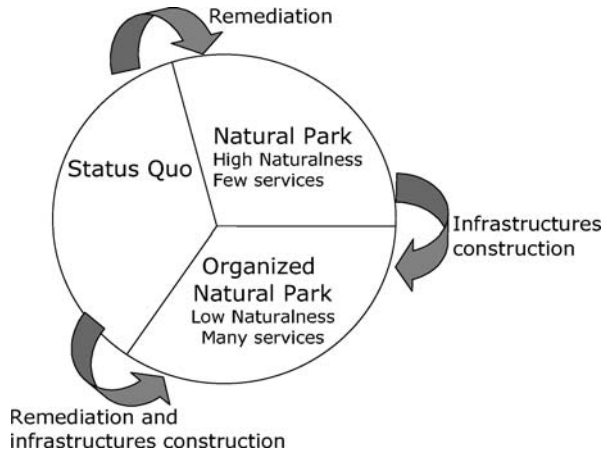 Remediation
Status Quo
Natural Park
High Naturalness
Few services
Infrastructures
construction
Organized
Natural Park
Low Naturalness
Many services
Remediation and
infrastructures construction